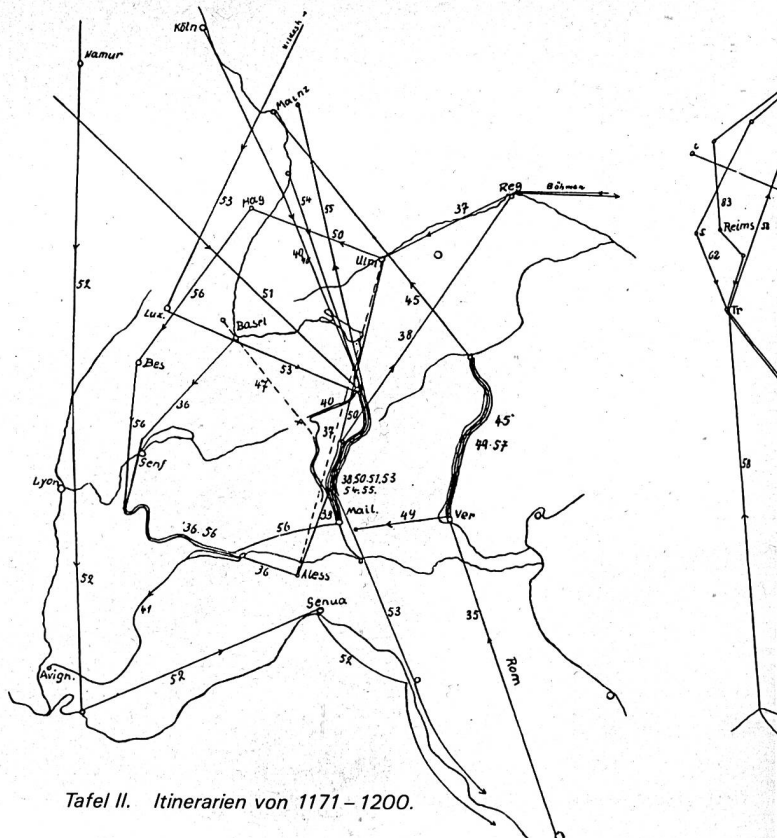 Köln
Namur
Mainz
Hag
Reg
Böhmen
37
53
54
55
50
Ulm
83
Reims
62
52
56
51
45
Lux.
Basel
53
38
Tr
Bes
36
47
40
50
37
56
45
49.57
Genf
Lyon
38 50.51.53
54.55.
Mail.
Ver
58
36.56
56
49
36
Aless
41
Genua
53
35
52
52
52
Rom
Avign.
Tafel II. Itinerarien von 1171–1200.